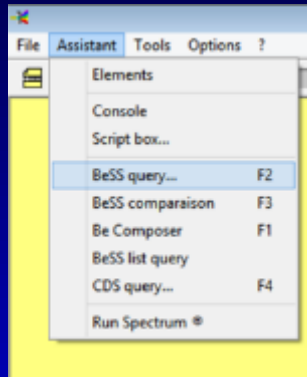 File Assistant Tools Options ?
Elements
Console
Script box...
BeSS query... F2
BeSS comparaison F3
Be Composer F1
BeSS list query
CDS query... F4
Run Spectrum ®